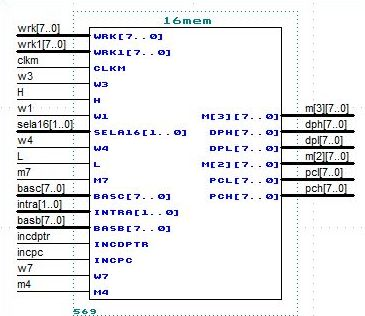 16mem
wrk[7..0] WRK[7..0]
wrk1[7..0] WRK1[7..0]
clkm CLKM
w3 W3
H H
w1 W1 M[3][7..0] m[3][7..0]
sela16[1..0] SELA16[1..0] DPH[7..0] dph[7..0]
w4 W4 DPL[7..0] dpl[7..0]
L L M[2][7..0] m[2][7..0]
m7 M7 PCL[7..0] pcl[7..0]
basc[7..0] BASC[7..0] PCH[7..0] pch[7..0]
intra[1..0] INTRA[1..0]
basb[7..0] BASB[7..0]
incdptr INCDPTR
incpc INCPC
w7 W7
m4 M4
569